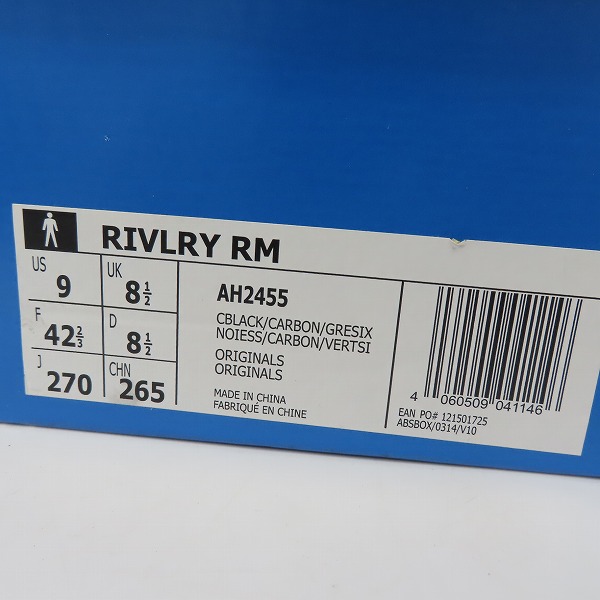 RIVLRY RM
US
9
UK
8 1/2
F
42 2/3
D
8 1/2
J
270
CHN
265
AH2455
CBLACK/CARBON/GRESIX
NOIESS/CARBON/VERTSI
ORIGINALS
ORIGINALS
MADE IN CHINA
FABRIQUÉ EN CHINE
4 060509 041146
EAN PO# 121501725
ABSBOX/0314/V10